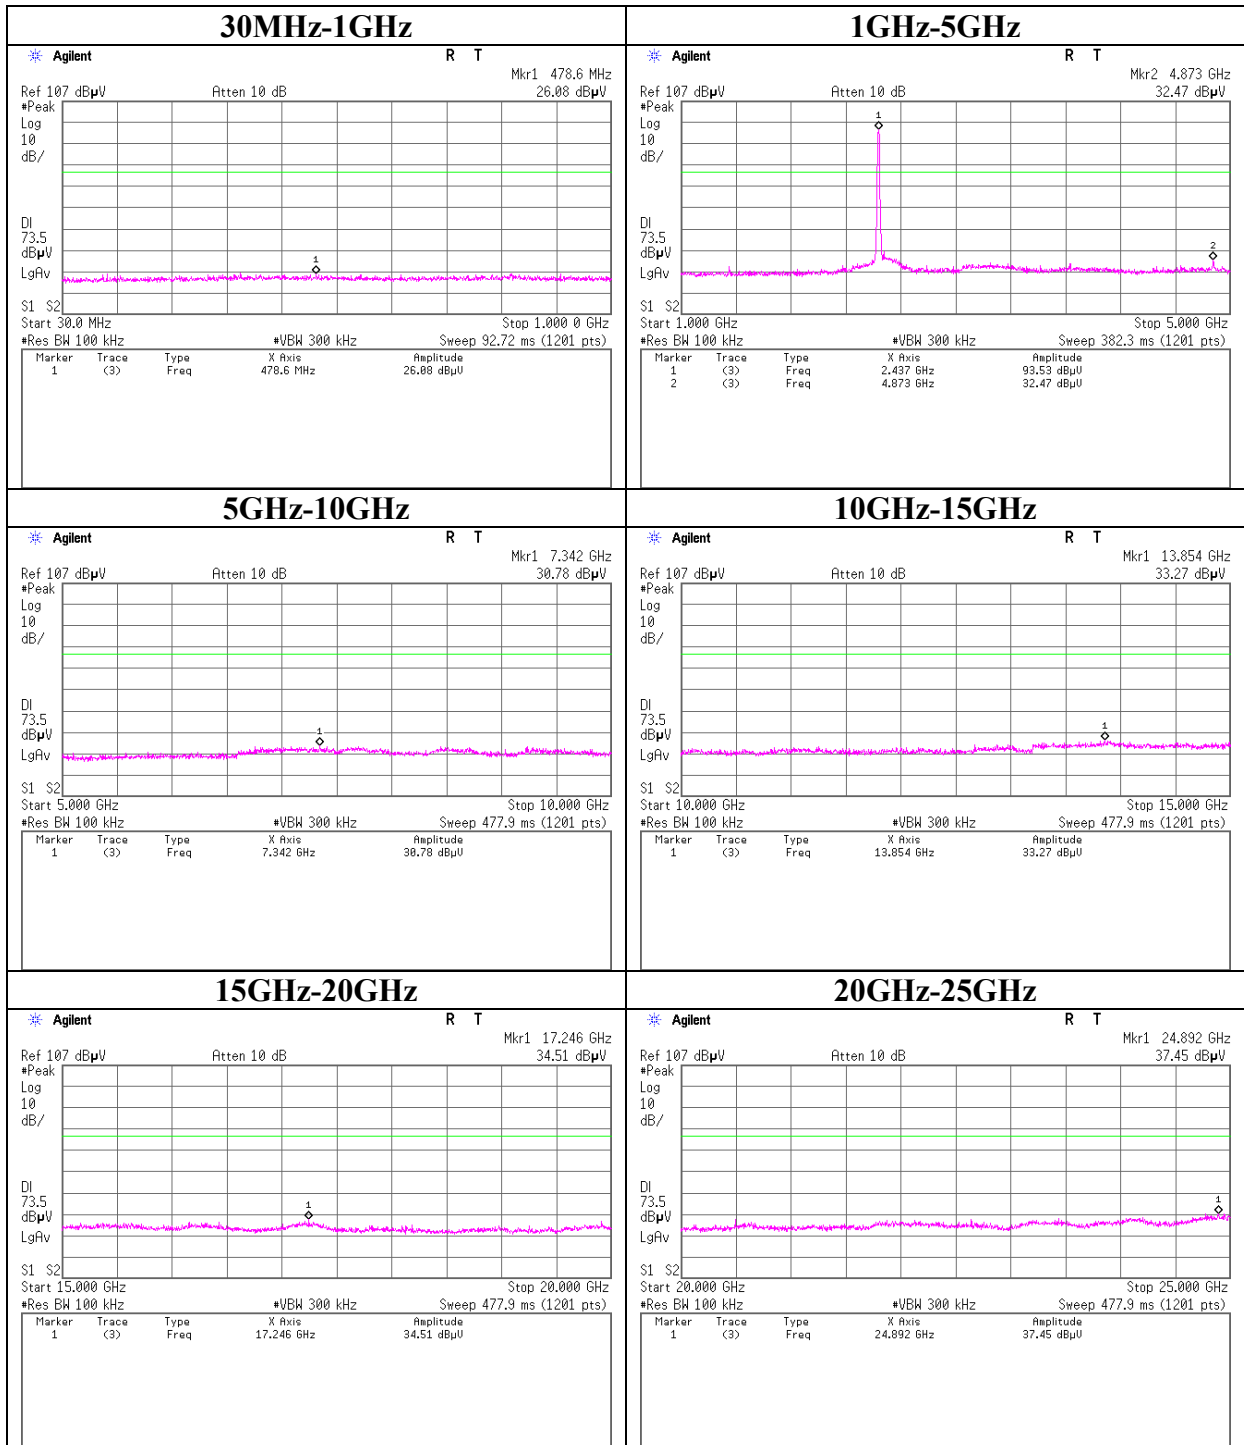 30MHz-1GHz
Agilent R T
Mkr1 478.6 MHz
Ref 107 dBµV Atten 10 dB 26.08 dBµV
#Peak
Log
10
dB/
1
DI
73.5
dBµV
LgAv
S1 S2
Start 30.0 MHz Stop 1.000 0 GHz
#Res BW 100 kHz #VBW 300 kHz Sweep 92.72 ms (1201 pts)
Marker Trace Type X Axis Amplitude
1 (3) Freq 478.6 MHz 26.08 dBµV
1GHz-5GHz
Agilent R T
Mkr2 4.873 GHz
Ref 107 dBµV Atten 10 dB 32.47 dBµV
#Peak
Log
10
dB/
1
DI
73.5
dBµV
2
LgAv
S1 S2
Start 1.000 GHz Stop 5.000 GHz
#Res BW 100 kHz #VBW 300 kHz Sweep 382.3 ms (1201 pts)
Marker Trace Type X Axis Amplitude
1 (3) Freq 2.437 GHz 93.53 dBµV
2 (3) Freq 4.873 GHz 32.47 dBµV
5GHz-10GHz
Agilent R T
Mkr1 7.342 GHz
Ref 107 dBµV Atten 10 dB 30.78 dBµV
#Peak
Log
10
dB/
DI
73.5
dBµV
1
LgAv
S1 S2
Start 5.000 GHz Stop 10.000 GHz
#Res BW 100 kHz #VBW 300 kHz Sweep 477.9 ms (1201 pts)
Marker Trace Type X Axis Amplitude
1 (3) Freq 7.342 GHz 30.78 dBµV
10GHz-15GHz
Agilent R T
Mkr1 13.854 GHz
Ref 107 dBµV Atten 10 dB 33.27 dBµV
#Peak
Log
10
dB/
DI
73.5
dBµV
1
LgAv
S1 S2
Start 10.000 GHz Stop 15.000 GHz
#Res BW 100 kHz #VBW 300 kHz Sweep 477.9 ms (1201 pts)
Marker Trace Type X Axis Amplitude
1 (3) Freq 13.854 GHz 33.27 dBµV
15GHz-20GHz
Agilent R T
Mkr1 17.246 GHz
Ref 107 dBµV Atten 10 dB 34.51 dBµV
#Peak
Log
10
dB/
DI
73.5
1
dBµV
LgAv
S1 S2
Start 15.000 GHz Stop 20.000 GHz
#Res BW 100 kHz #VBW 300 kHz Sweep 477.9 ms (1201 pts)
Marker Trace Type X Axis Amplitude
1 (3) Freq 17.246 GHz 34.51 dBµV
20GHz-25GHz
Agilent R T
Mkr1 24.892 GHz
Ref 107 dBµV Atten 10 dB 37.45 dBµV
#Peak
Log
10
dB/
DI
73.5
1
dBµV
LgAv
S1 S2
Start 20.000 GHz Stop 25.000 GHz
#Res BW 100 kHz #VBW 300 kHz Sweep 477.9 ms (1201 pts)
Marker Trace Type X Axis Amplitude
1 (3) Freq 24.892 GHz 37.45 dBµV